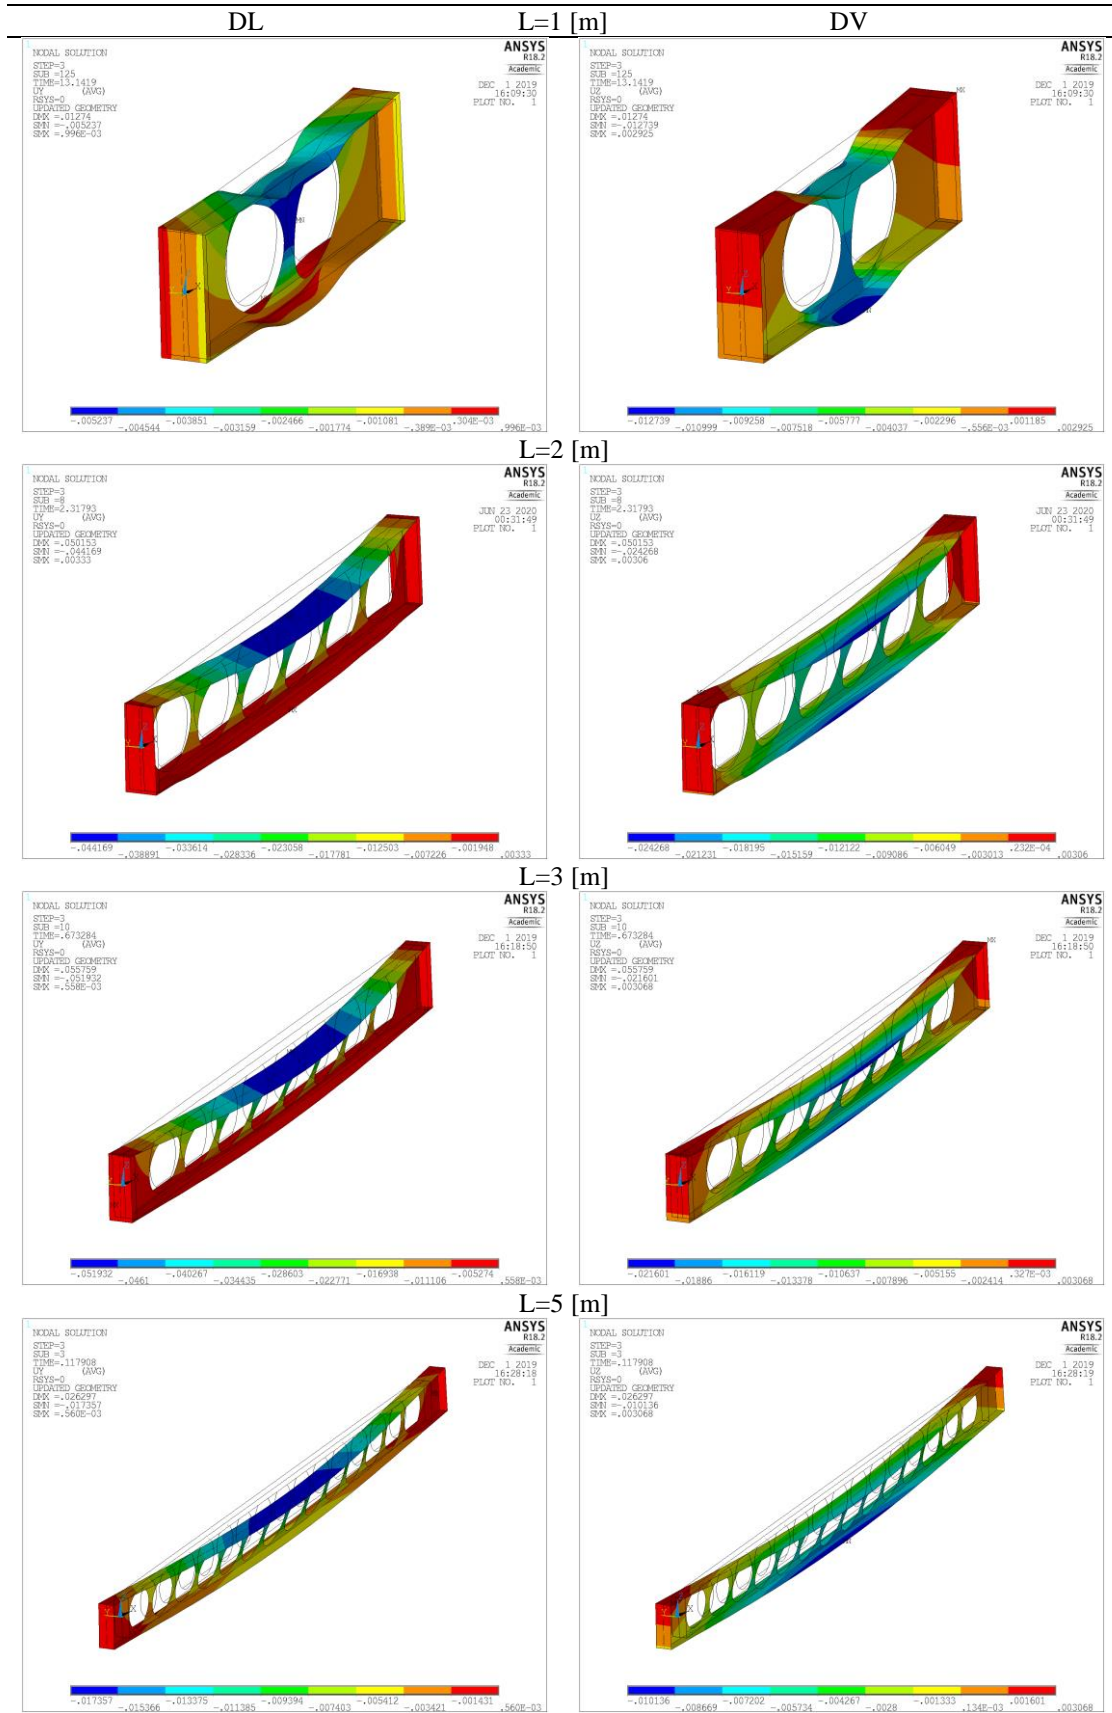 DL L=1 [m] DV
1
NODAL SOLUTION
STEP=3
SUB =125
TIME=13.1419
UY (AVG)
RSYS=0
UPDATED GEOMETRY
DMX =.01274
SMN =-.005237
SMX =.996E-03
ANSYS
R18.2
Academic
DEC 1 2019
16:09:30
PLOT NO. 1
MN
MX
Z
Y X
-.005237 -.003851 -.002466 -.001081 .304E-03
-.004544 -.003159 -.001774 -.389E-03 .996E-03
1
NODAL SOLUTION
STEP=3
SUB =125
TIME=13.1419
UZ (AVG)
RSYS=0
UPDATED GEOMETRY
DMX =.01274
SMN =-.012739
SMX =.002925
ANSYS
R18.2
Academic
DEC 1 2019
16:09:30
PLOT NO. 1
MX
Z
Y X
-.012739 -.009258 -.005777 -.002296 .001185
-.010999 -.007518 -.004037 -.556E-03 .002925
L=2 [m]
1
NODAL SOLUTION
STEP=3
SUB =8
TIME=2.31793
UY (AVG)
RSYS=0
UPDATED GEOMETRY
DMX =.050153
SMN =-.044169
SMX =.00333
ANSYS
R18.2
Academic
JUN 23 2020
00:31:49
PLOT NO. 1
Z
Y X
-.044169 -.033614 -.023058 -.012503 -.001948
-.038891 -.028336 -.017781 -.007226 .00333
1
NODAL SOLUTION
STEP=3
SUB =8
TIME=2.31793
UZ (AVG)
RSYS=0
UPDATED GEOMETRY
DMX =.050153
SMN =-.024268
SMX =.00306
ANSYS
R18.2
Academic
JUN 23 2020
00:31:49
PLOT NO. 1
Z
Y X
-.024268 -.018195 -.012122 -.006049 .232E-04
-.021231 -.015159 -.009086 -.003013 .00306
L=3 [m]
1
NODAL SOLUTION
STEP=3
SUB =10
TIME=.673284
UY (AVG)
RSYS=0
UPDATED GEOMETRY
DMX =.055759
SMN =-.051932
SMX =.558E-03
ANSYS
R18.2
Academic
DEC 1 2019
16:18:50
PLOT NO. 1
Z
Y X
-.051932 -.040267 -.028603 -.016938 -.005274
-.0461 -.034435 -.022771 -.011106 .558E-03
1
NODAL SOLUTION
STEP=3
SUB =10
TIME=.673284
UZ (AVG)
RSYS=0
UPDATED GEOMETRY
DMX =.055759
SMN =-.021601
SMX =.003068
ANSYS
R18.2
Academic
DEC 1 2019
16:18:50
PLOT NO. 1
MX
Z
Y X
-.021601 -.016119 -.010637 -.005155 .327E-03
-.01886 -.013378 -.007896 -.002414 .003068
L=5 [m]
1
NODAL SOLUTION
STEP=3
SUB =3
TIME=.117908
UY (AVG)
RSYS=0
UPDATED GEOMETRY
DMX =.026297
SMN =-.017357
SMX =.560E-03
ANSYS
R18.2
Academic
DEC 1 2019
16:28:18
PLOT NO. 1
Z
Y X
-.017357 -.013375 -.009394 -.005412 -.001431
-.015366 -.011385 -.007403 -.003421 .560E-03
1
NODAL SOLUTION
STEP=3
SUB =3
TIME=.117908
UZ (AVG)
RSYS=0
UPDATED GEOMETRY
DMX =.026297
SMN =-.010136
SMX =.003068
ANSYS
R18.2
Academic
DEC 1 2019
16:28:19
PLOT NO. 1
Z
Y X
-.010136 -.007202 -.004267 -.001333 .001601
-.008669 -.005734 -.0028 .134E-03 .003068